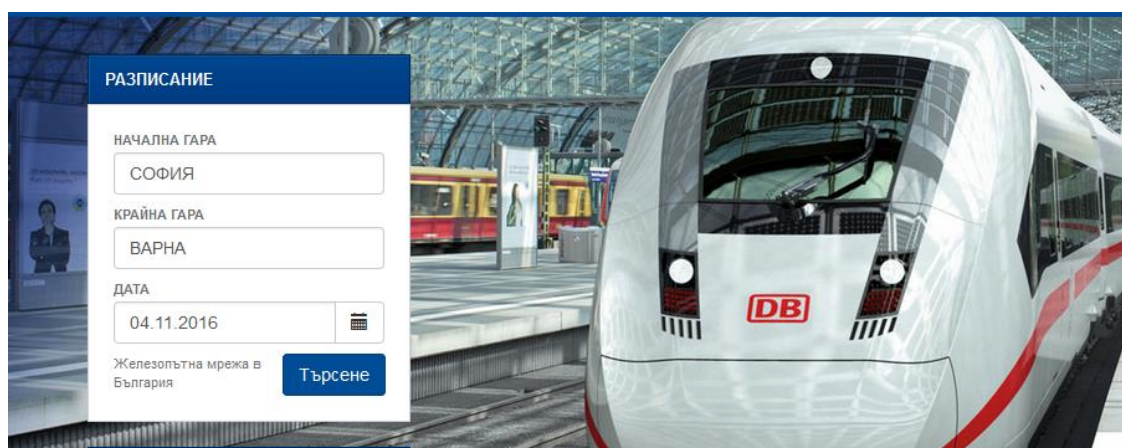 РАЗПИСАНИЕ
НАЧАЛНА ГАРА
СОФИЯ
КРАЙНА ГАРА
ВАРНА
ДАТА
04.11.2016
Железопътна мрежа в
България
Търсене
DB